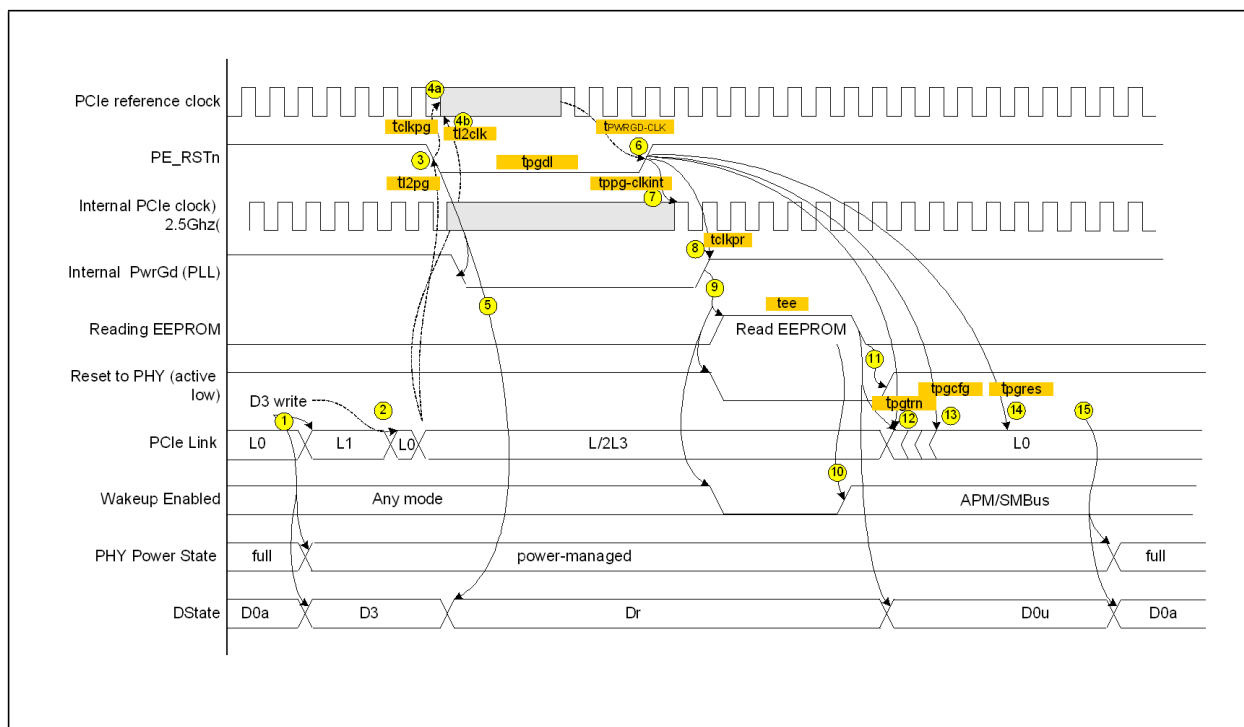 4a
PCIe reference clock
4b
tclkpg
tl2clk
tPWRGD-CLK
6
PE_RSTn
3
tpgdl
tl2pg
tppg-clkint
7
Internal PCIe clock)
2.5Ghz(
8
tclkpr
Internal PwrGd (PLL)
9
5
tee
Reading EEPROM
Read EEPROM
11
Reset to PHY (active
low)
tpgcfg
tpgres
D3 write
tpgtrn
2
1
12
13
14
15
PCIe Link
L0
L1
L0
L/2L3
L0
10
Wakeup Enabled
Any mode
APM/SMBus
PHY Power State
full
power-managed
full
DState
D0a
D3
Dr
D0u
D0a